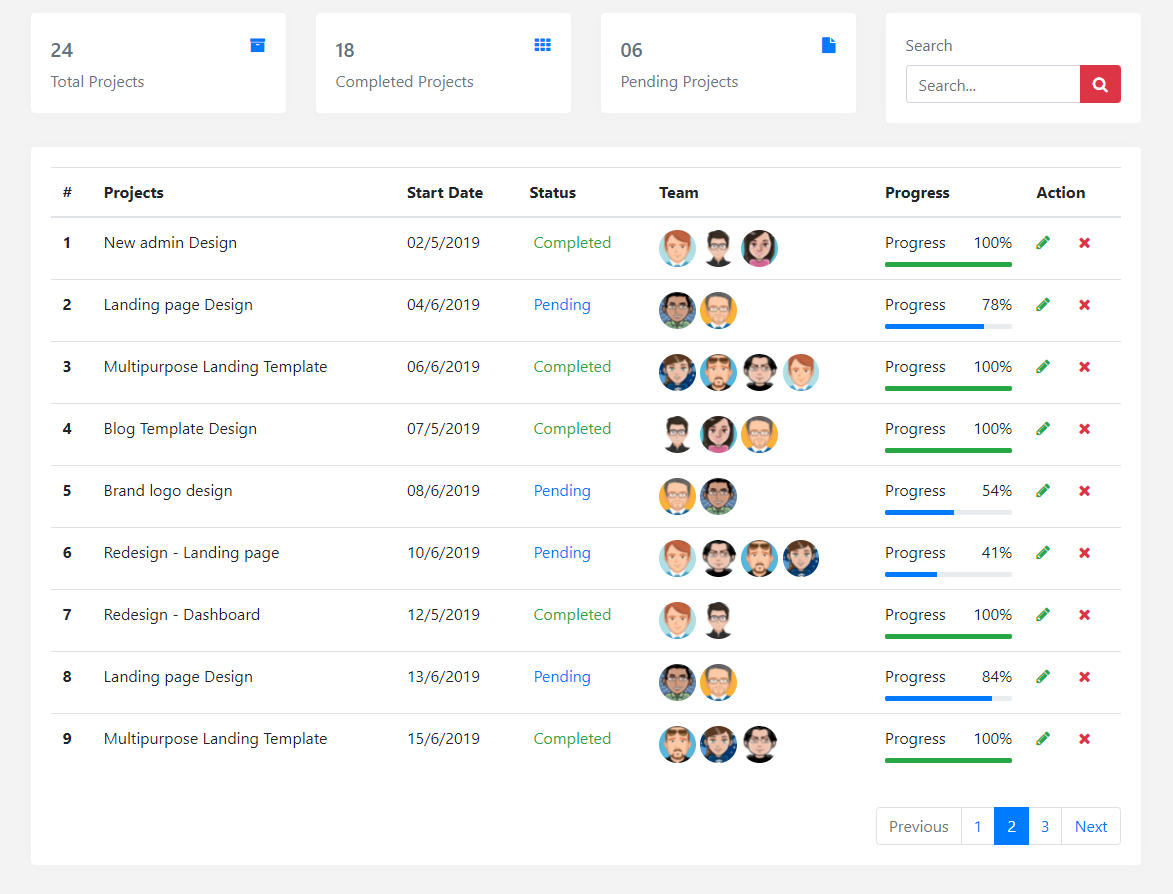 24
Total Projects
18
Completed Projects
06
Pending Projects
Search
Search...
# Projects Start Date Status Team Progress Action
1 New admin Design 02/5/2019 Completed Progress 100%
2 Landing page Design 04/6/2019 Pending Progress 78%
3 Multipurpose Landing Template 06/6/2019 Completed Progress 100%
4 Blog Template Design 07/5/2019 Completed Progress 100%
5 Brand logo design 08/6/2019 Pending Progress 54%
6 Redesign - Landing page 10/6/2019 Pending Progress 41%
7 Redesign - Dashboard 12/5/2019 Completed Progress 100%
8 Landing page Design 13/6/2019 Pending Progress 84%
9 Multipurpose Landing Template 15/6/2019 Completed Progress 100%
Previous 1 2 3 Next